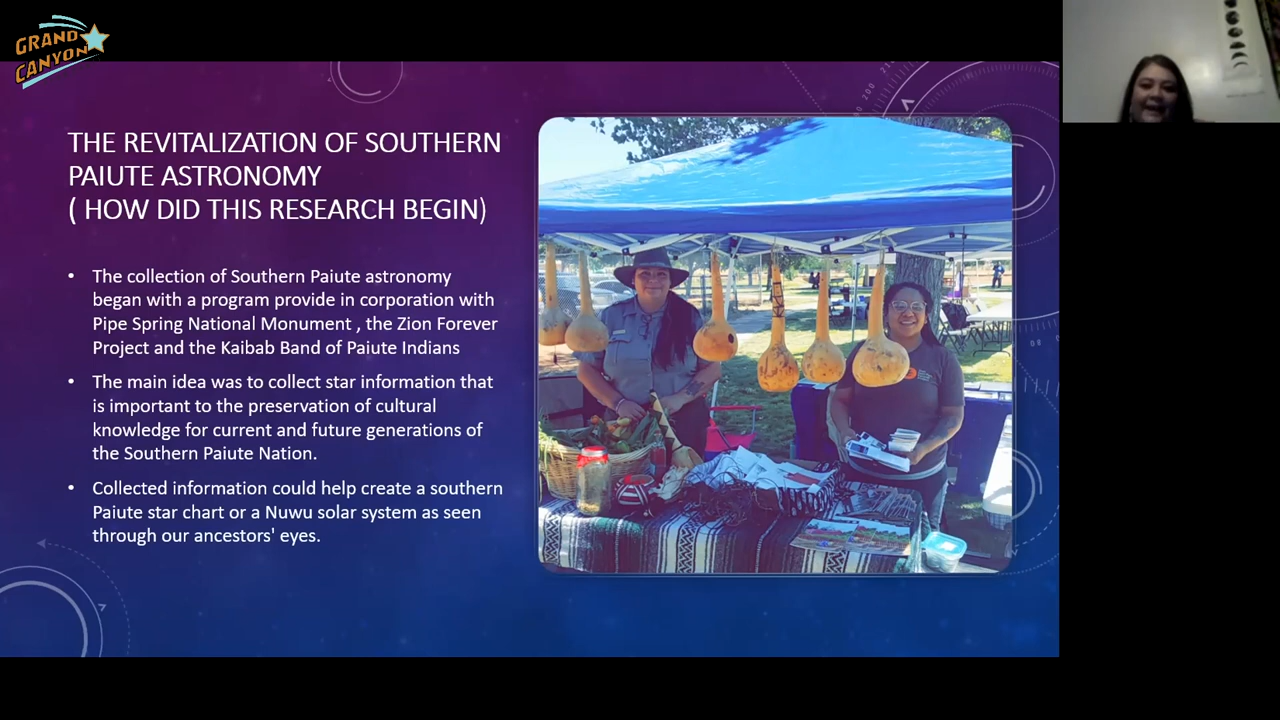 GRAND
CANYON
THE REVITALIZATION OF SOUTHERN
PAIUTE ASTRONOMY
( HOW DID THIS RESEARCH BEGIN)
• The collection of Southern Paiute astronomy
began with a program provide in corporation with
Pipe Spring National Monument , the Zion Forever
Project and the Kaibab Band of Paiute Indians
• The main idea was to collect star information that
is important to the preservation of cultural
knowledge for current and future generations of
the Southern Paiute Nation.
• Collected information could help create a southern
Paiute star chart or a Nuwu solar system as seen
through our ancestors' eyes.